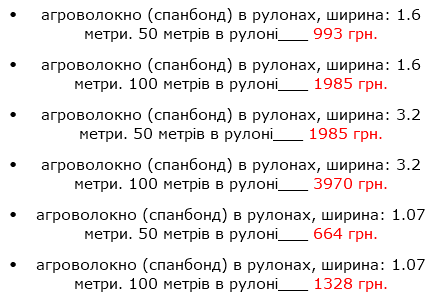 • агроволокно (спанбонд) в рулонах, ширина: 1.6
метри. 50 метрів в рулоні___ 993 грн.
• агроволокно (спанбонд) в рулонах, ширина: 1.6
метри. 100 метрів в рулоні___ 1985 грн.
• агроволокно (спанбонд) в рулонах, ширина: 3.2
метри. 50 метрів в рулоні___ 1985 грн.
• агроволокно (спанбонд) в рулонах, ширина: 3.2
метри. 100 метрів в рулоні___ 3970 грн.
• агроволокно (спанбонд) в рулонах, ширина: 1.07
метри. 50 метрів в рулоні___ 664 грн.
• агроволокно (спанбонд) в рулонах, ширина: 1.07
метри. 100 метрів в рулоні___ 1328 грн.